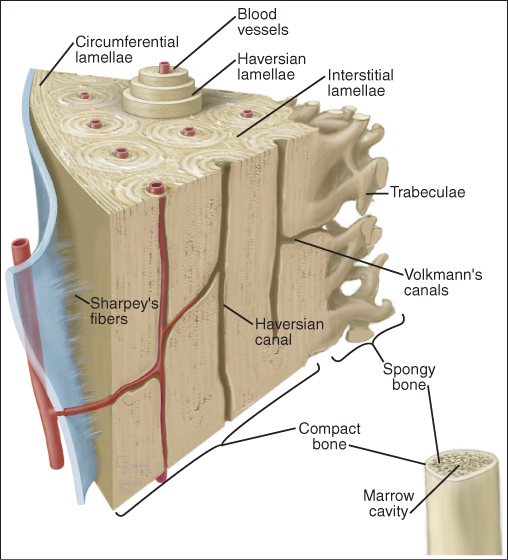 Blood
vessels
Circumferential
lamellae
Haversian
lamellae
Interstitial
lamellae
Trabeculae
Volkmann's
canals
Sharpey's
fibers
Haversian
canal
Spongy
bone
Compact
bone
Marrow
cavity